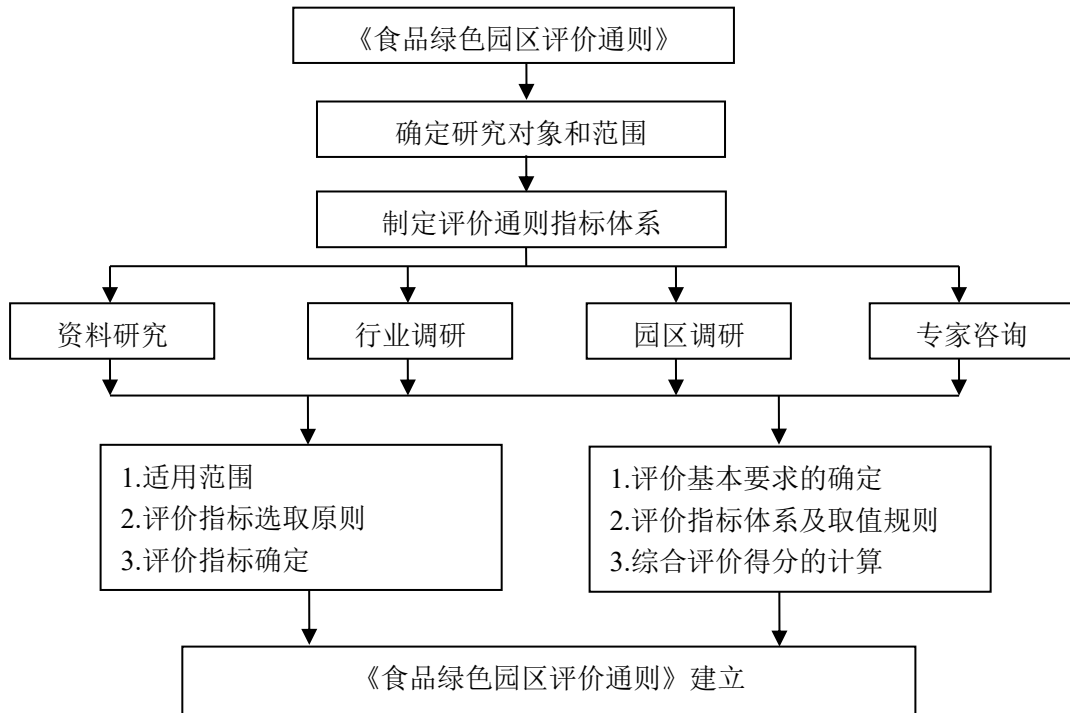 《食品绿色园区评价通则》
确定研究对象和范围
制定评价通则指标体系
资料研究
行业调研
园区调研
专家咨询
1.适用范围
2.评价指标选取原则
3.评价指标确定
1.评价基本要求的确定
2.评价指标体系及取值规则
3.综合评价得分的计算
《食品绿色园区评价通则》建立